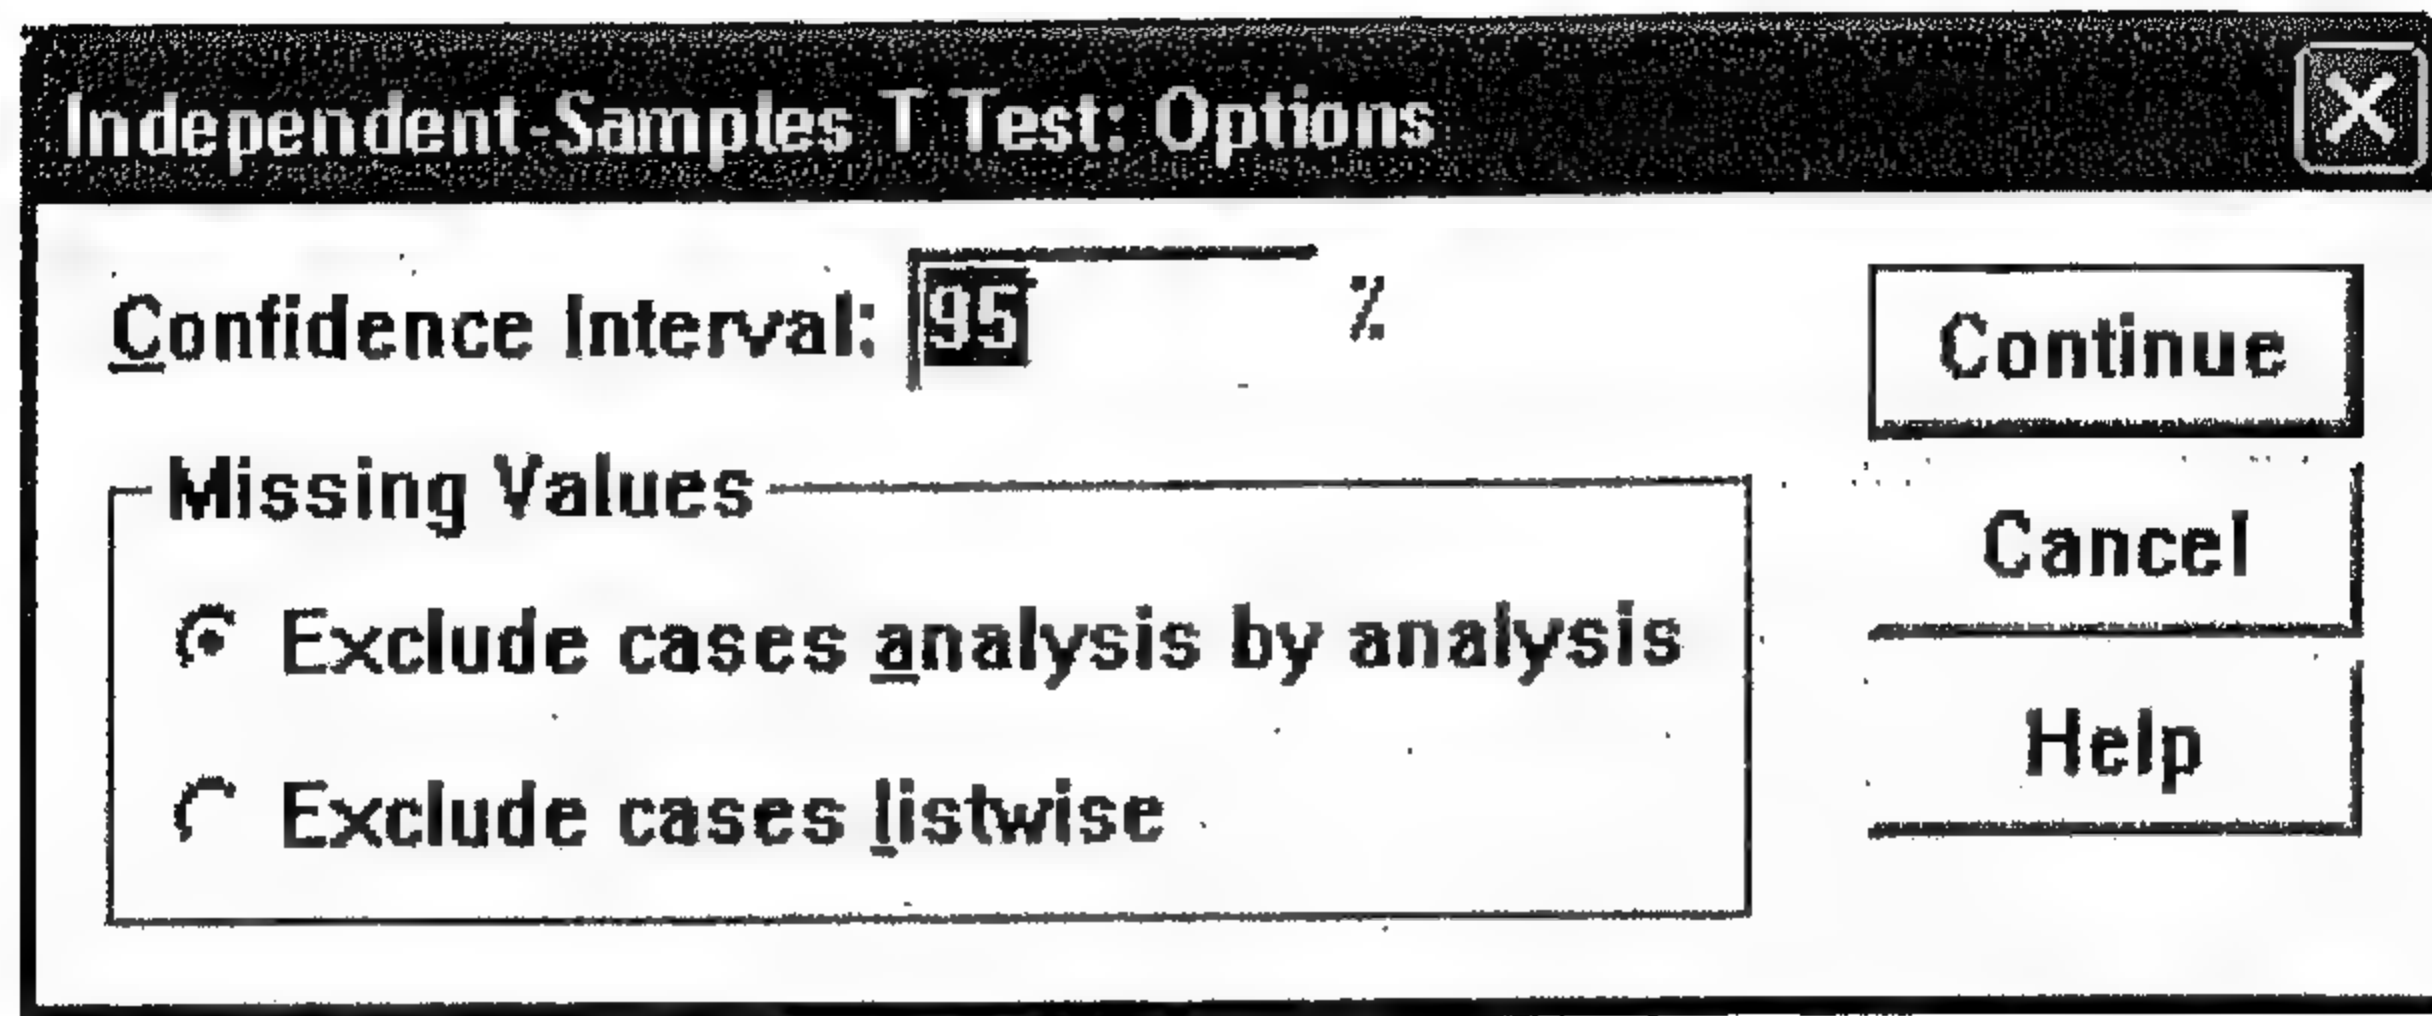 Independent-Samples T Test: Options
Confidence Interval: 95 %
Continue
Missing Values
Cancel
Exclude cases analysis by analysis
Help
Exclude cases listwise